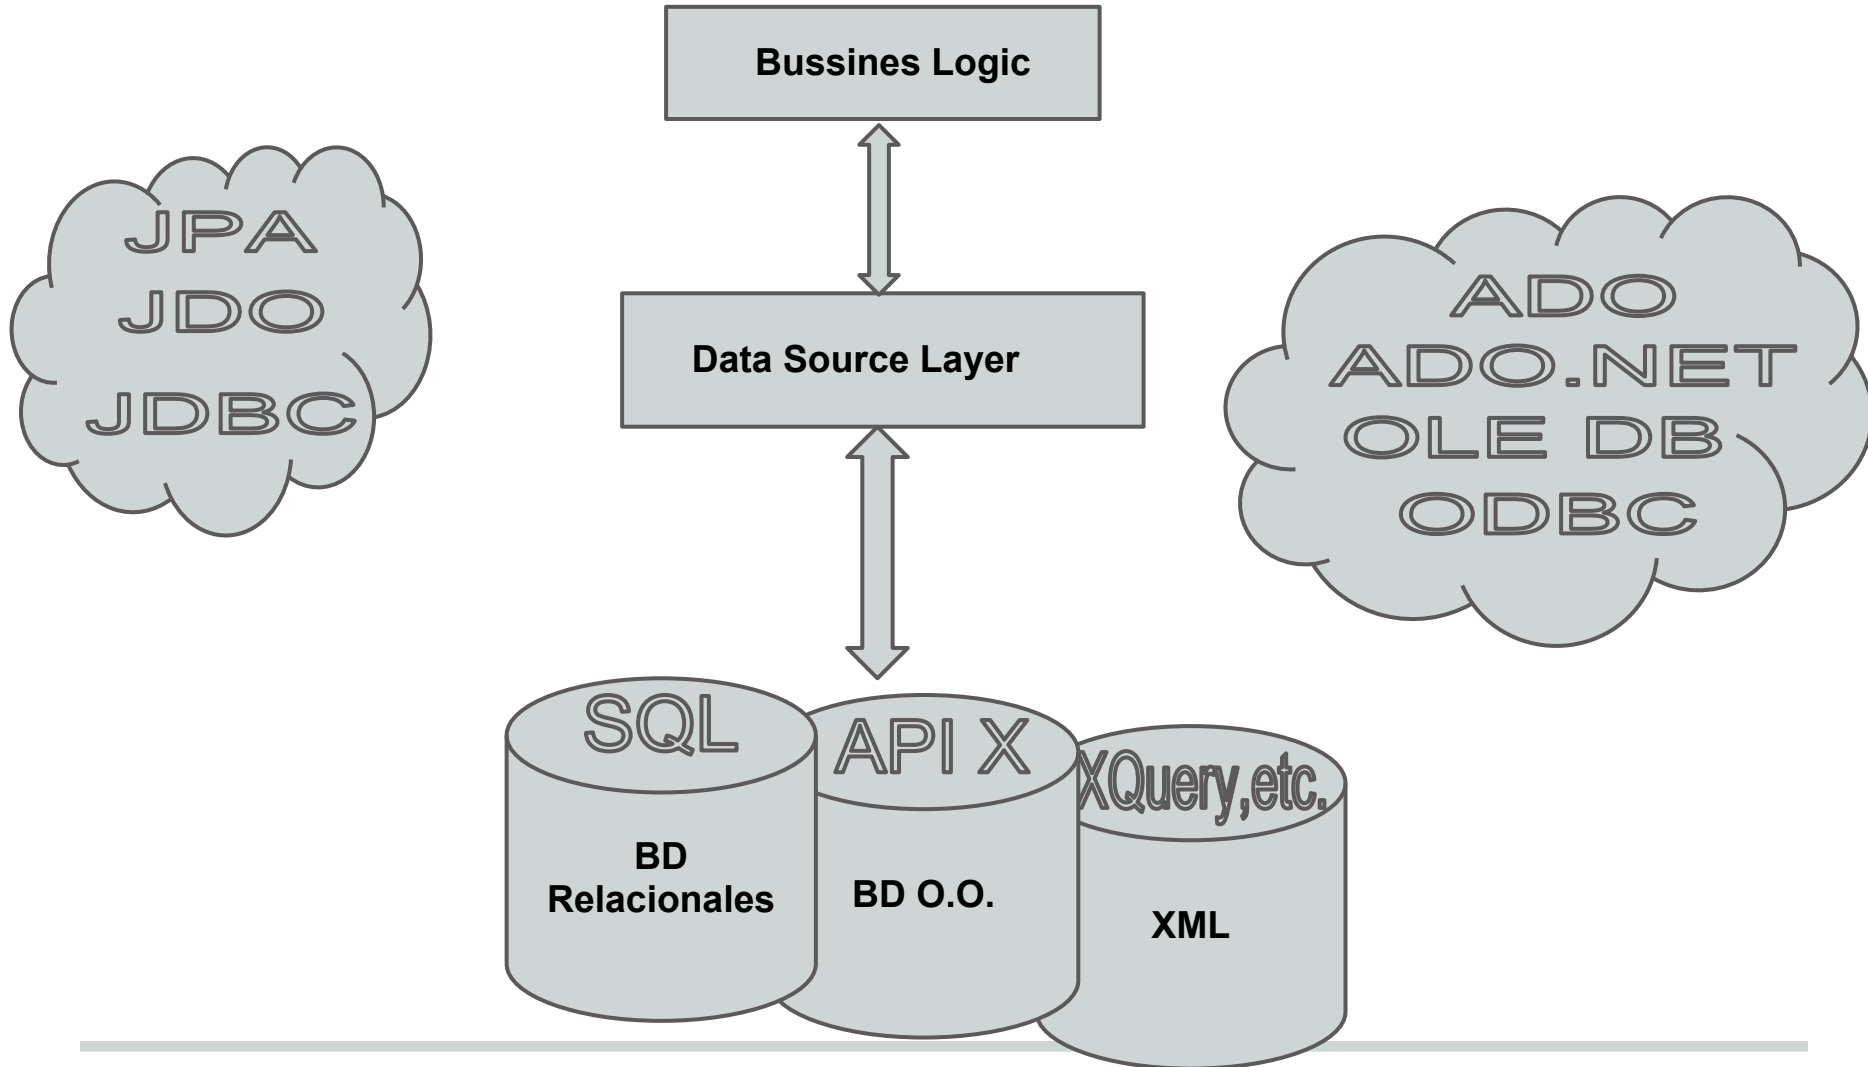 Bussines Logic
JPA
JDO
JDBC
Data Source Layer
ADO
ADO.NET
OLE DB
ODBC
SQL
BD
Relacionales
API X
BD O.O.
XQuery,etc.
XML